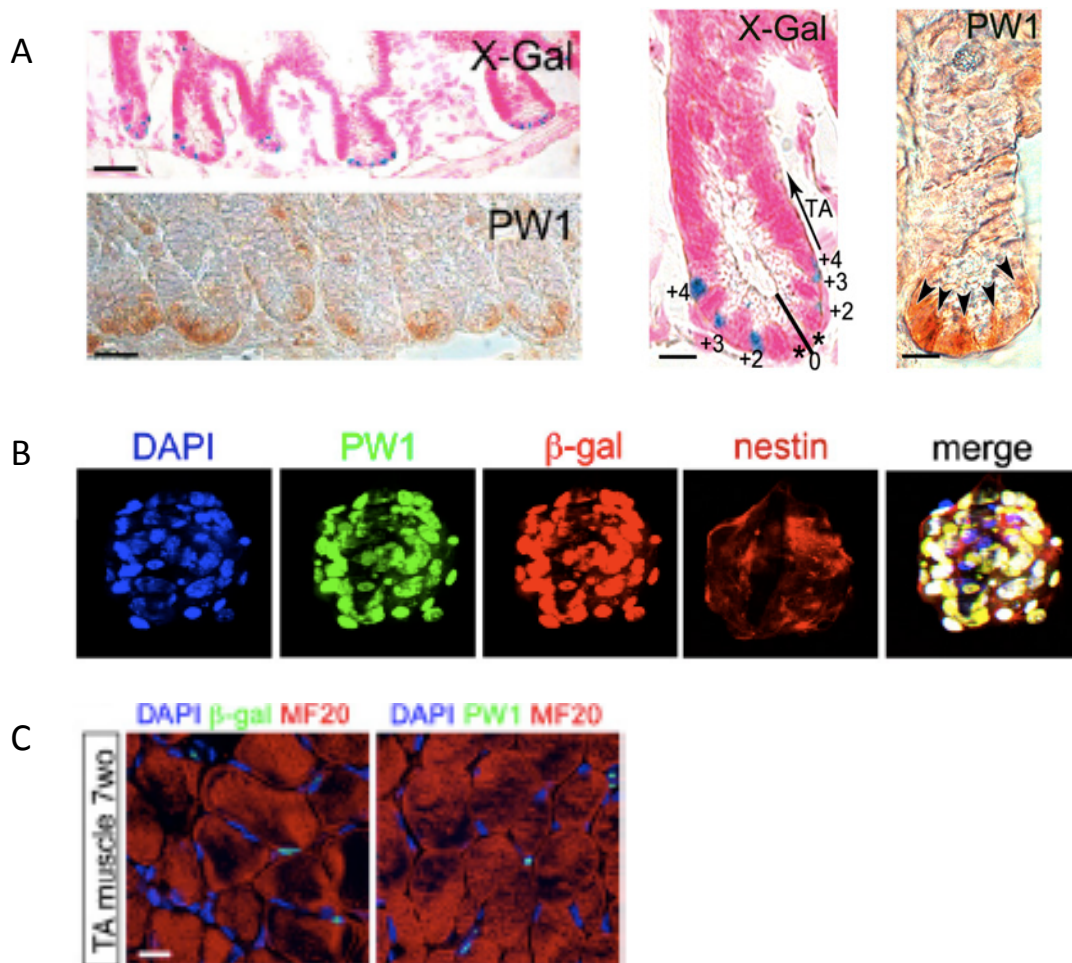 A
X-Gal
PW1
X-Gal
TA
+4
+3
+2
+4
+3
+2
* *
0
PW1
B
DAPI PW1 β-gal nestin merge
C
DAPI β-gal MF20
DAPI PW1 MF20
TA muscle 7wo